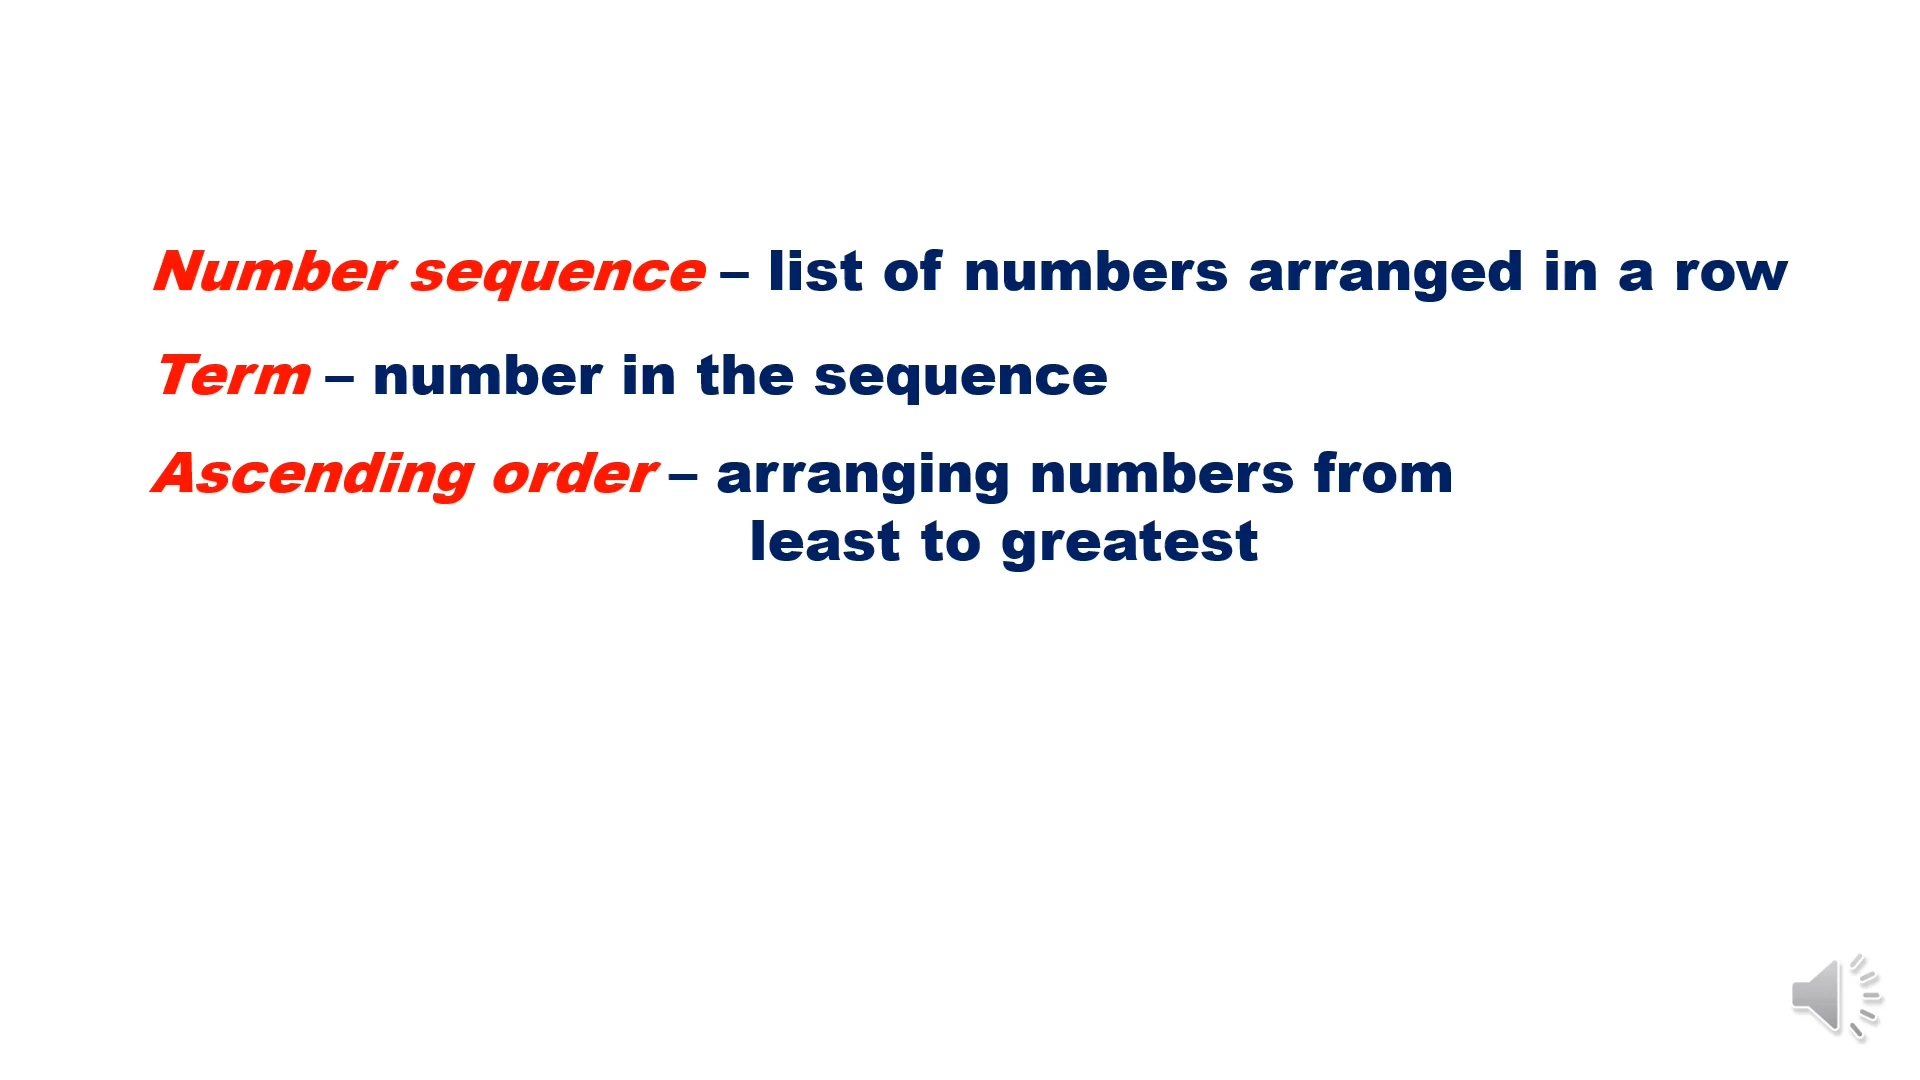 Number sequence – list of numbers arranged in a row
Term – number in the sequence
Ascending order – arranging numbers from
least to greatest